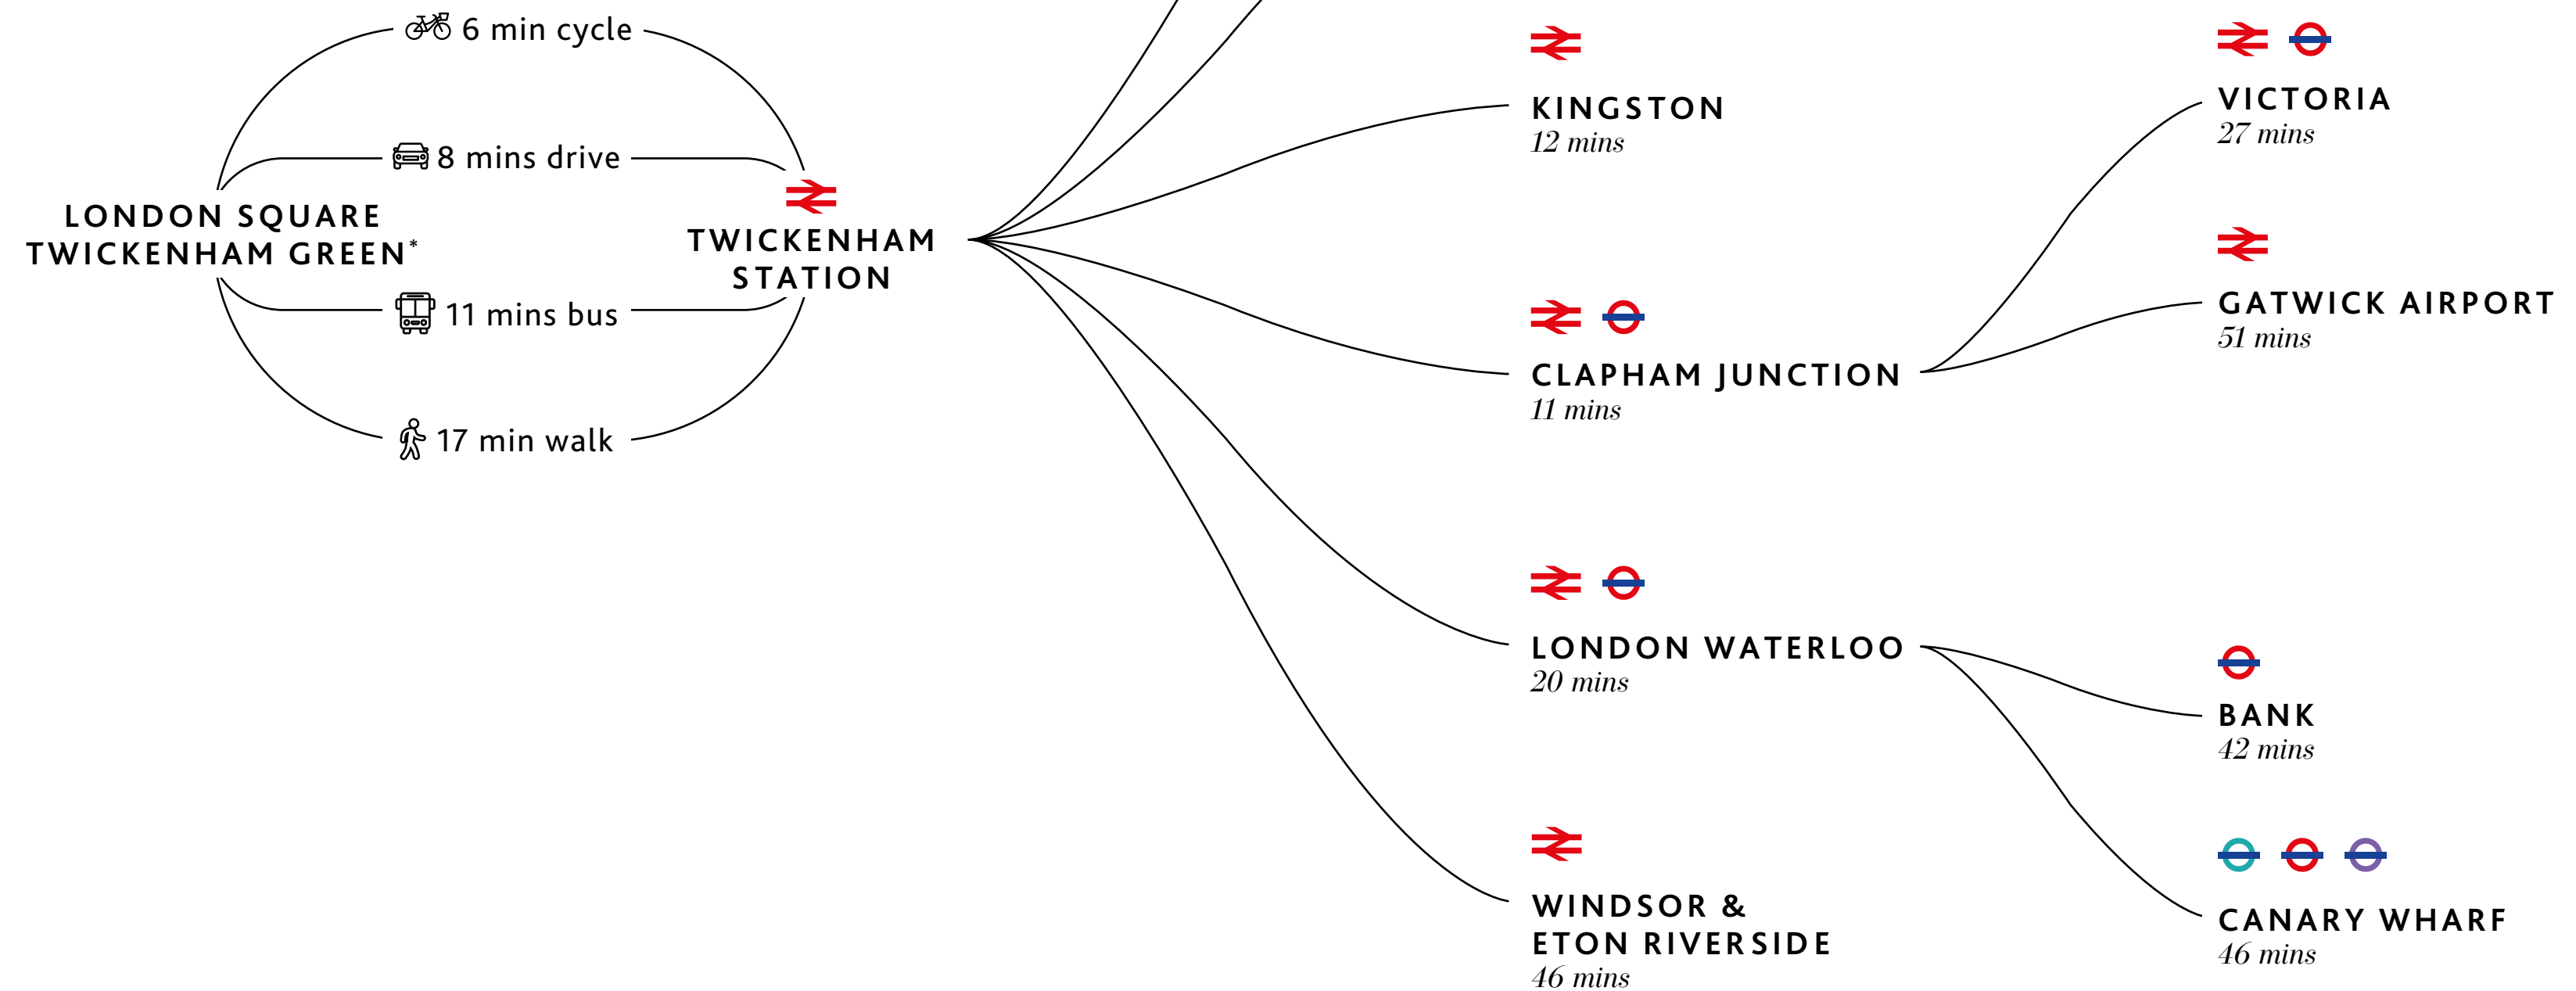 6 min cycle
8 mins drive
LONDON SQUARE
TWICKENHAM GREEN*
11 mins bus
17 min walk
TWICKENHAM
STATION
KINGSTON
12 mins
CLAPHAM JUNCTION
11 mins
LONDON WATERLOO
20 mins
WINDSOR &
ETON RIVERSIDE
46 mins
VICTORIA
27 mins
GATWICK AIRPORT
51 mins
BANK
42 mins
CANARY WHARF
46 mins